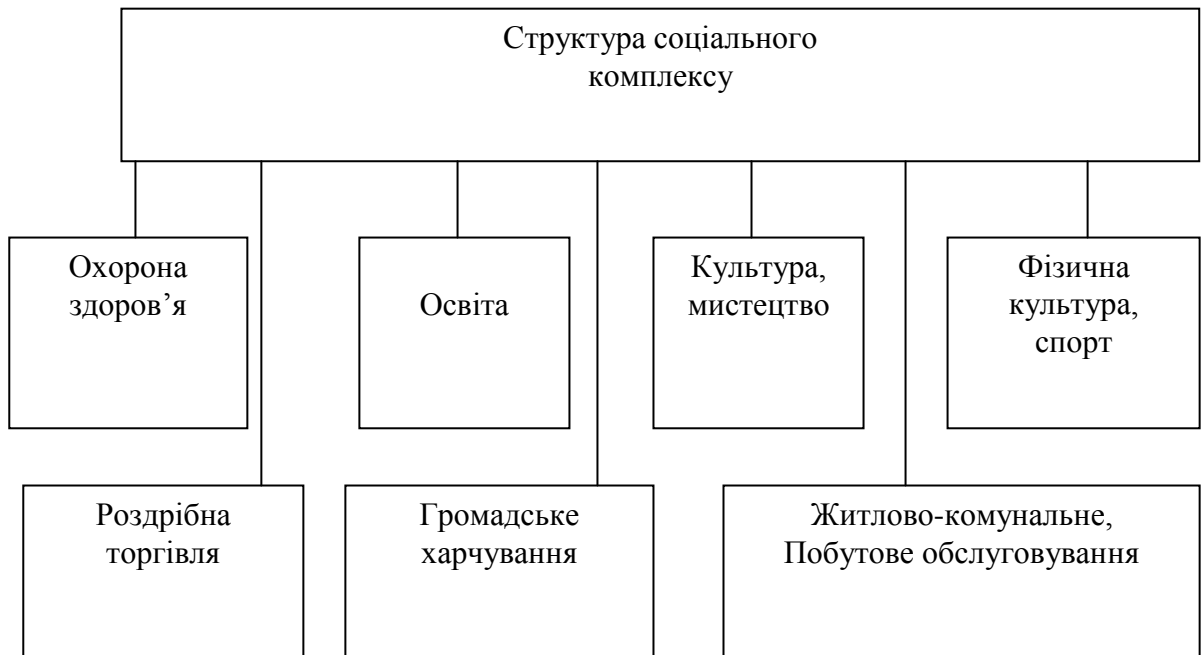 Структура соціального
комплексу
Охорона
здоров’я
Освіта
Культура,
мистецтво
Фізична
культура,
спорт
Роздрібна
торгівля
Громадське
харчування
Житлово-комунальне,
Побутове обслуговування